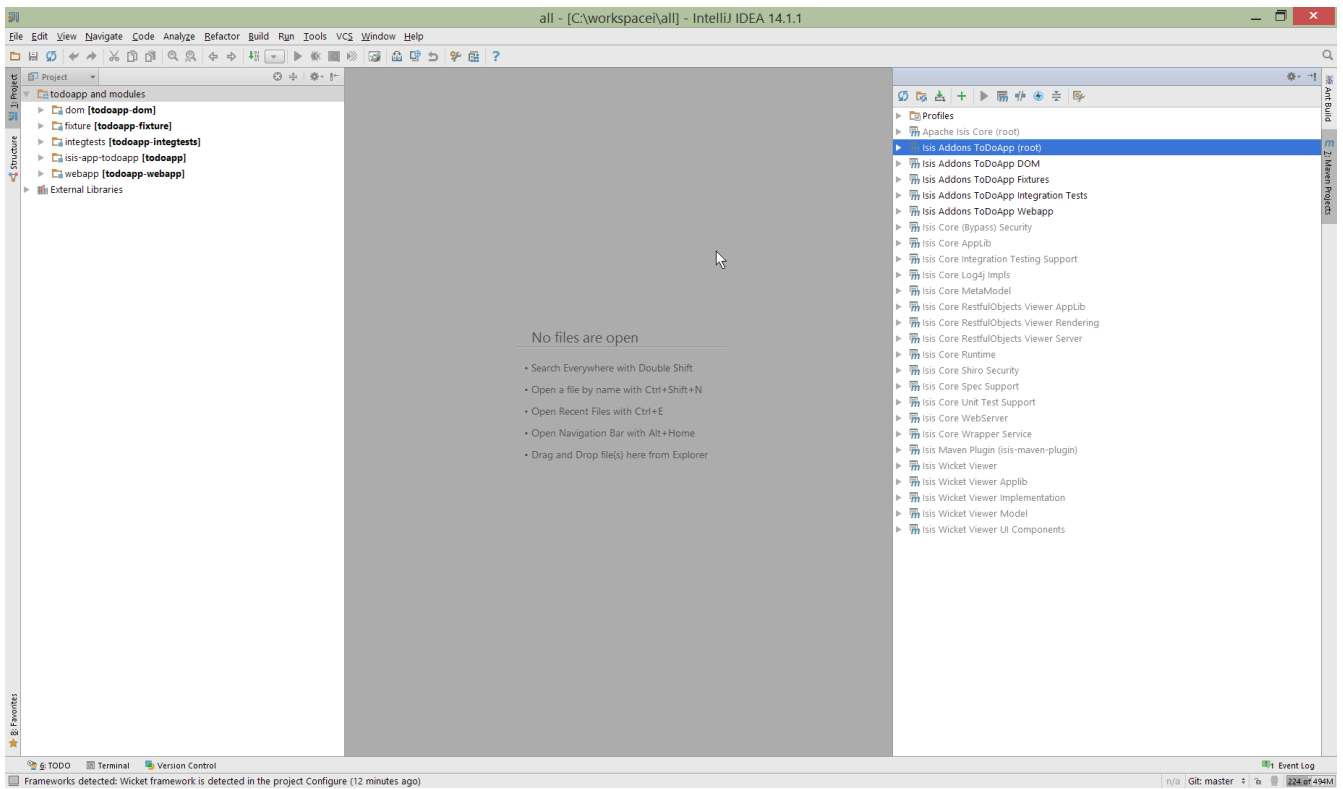 all - [C:\workspacei\all] - IntelliJ IDEA 14.1.1
File Edit View Navigate Code Analyze Refactor Build Run Tools VCS Window Help
Project
todoapp and modules
dom [todoapp-dom]
fixture [todoapp-fixture]
integtests [todoapp-integtests]
isis-app-todoapp [todoapp]
webapp [todoapp-webapp]
External Libraries
1: Project
Structure
8: Favorites
No files are open
• Search Everywhere with Double Shift
• Open a file by name with Ctrl+Shift+N
• Open Recent Files with Ctrl+E
• Open Navigation Bar with Alt+Home
• Drag and Drop file(s) here from Explorer
Profiles
Apache Isis Core (root)
Isis Addons ToDoApp (root)
Isis Addons ToDoApp DOM
Isis Addons ToDoApp Fixtures
Isis Addons ToDoApp Integration Tests
Isis Addons ToDoApp Webapp
Isis Core (Bypass) Security
Isis Core AppLib
Isis Core Integration Testing Support
Isis Core Log4j Impls
Isis Core MetaModel
Isis Core RestfulObjects Viewer AppLib
Isis Core RestfulObjects Viewer Rendering
Isis Core RestfulObjects Viewer Server
Isis Core Runtime
Isis Core Shiro Security
Isis Core Spec Support
Isis Core Unit Test Support
Isis Core WebServer
Isis Core Wrapper Service
Isis Maven Plugin (isis-maven-plugin)
Isis Wicket Viewer
Isis Wicket Viewer Applib
Isis Wicket Viewer Implementation
Isis Wicket Viewer Model
Isis Wicket Viewer UI Components
Ant Build
Maven Projects
6: TODO Terminal Version Control
1 Event Log
Frameworks detected: Wicket framework is detected in the project Configure (12 minutes ago)
n/a Git: master 224 of 494M